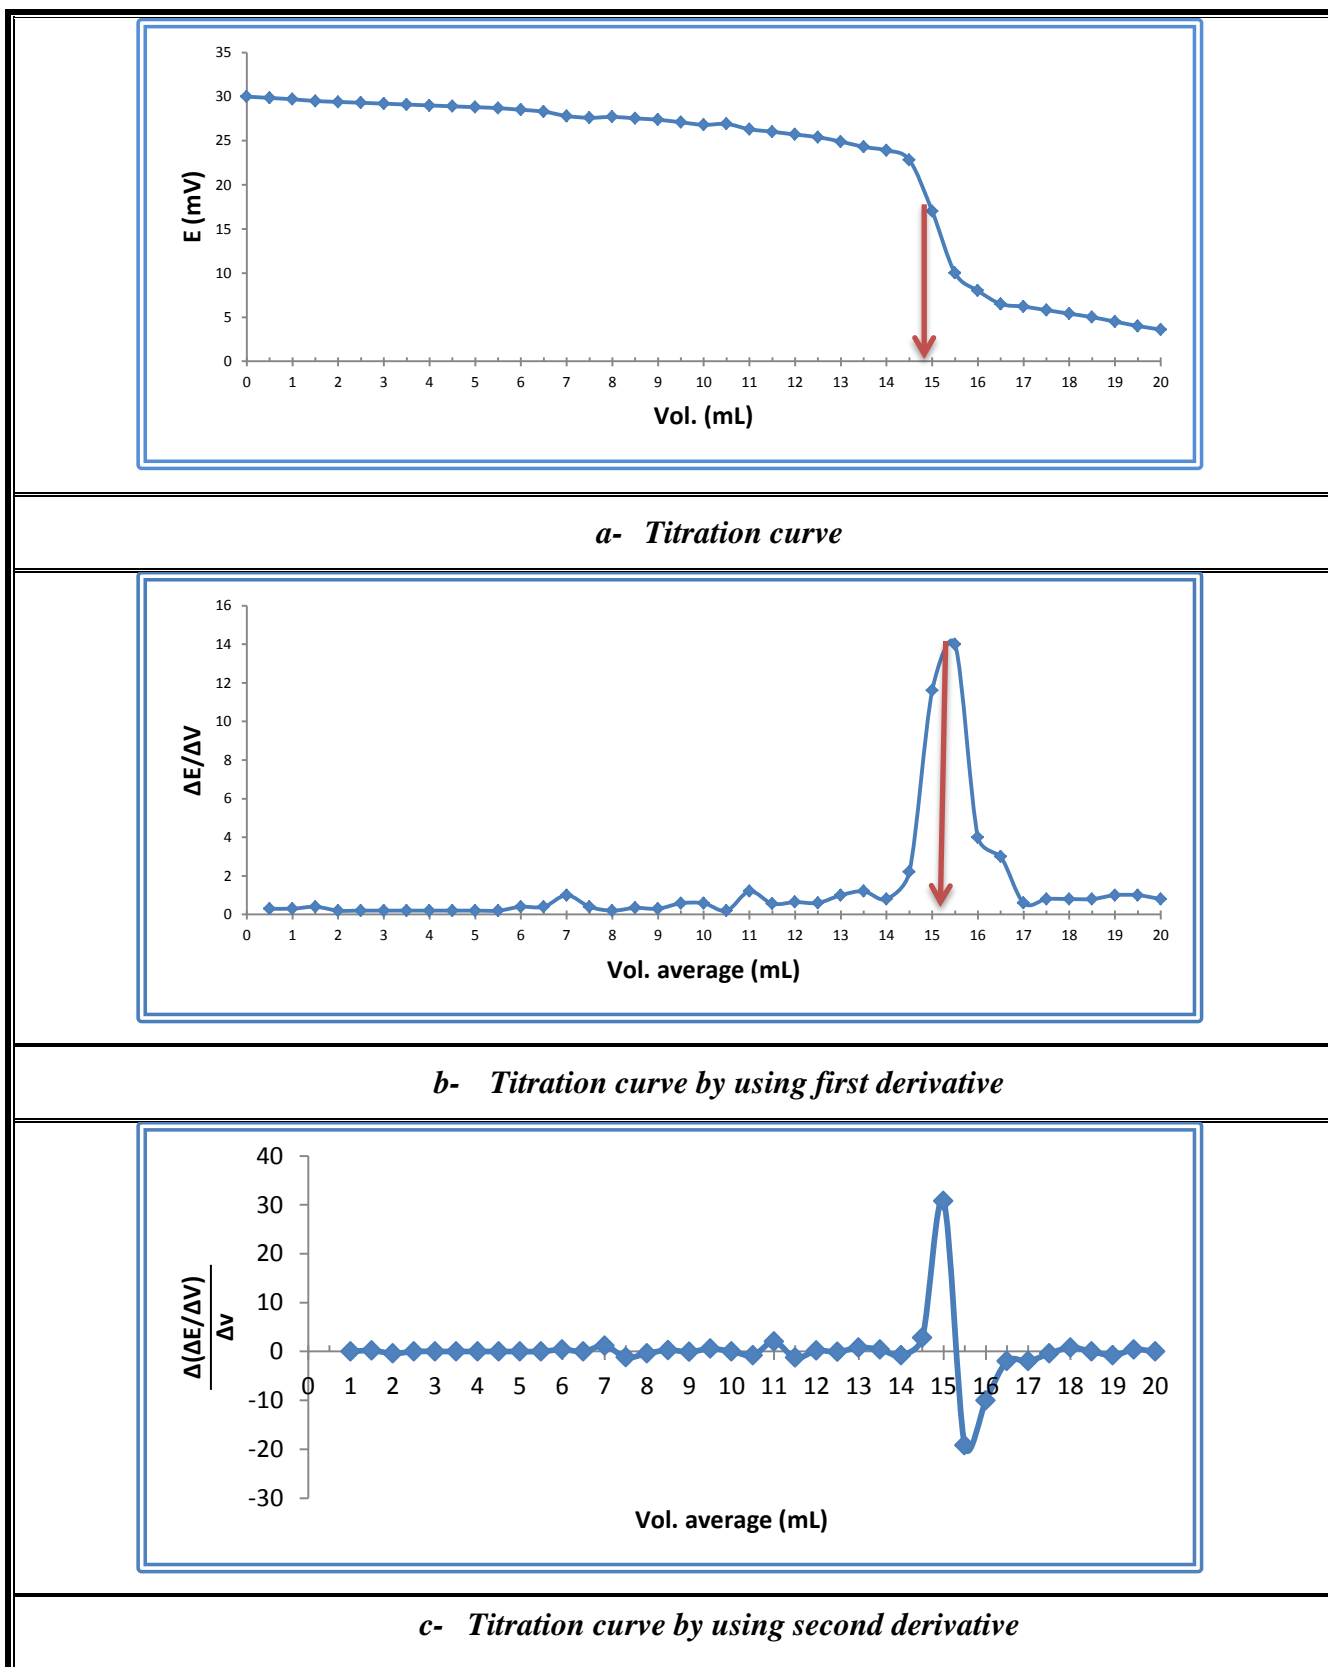 35
30
25
20
15
10
5
0
E (mV)
0 1 2 3 4 5 6 7 8 9 10 11 12 13 14 15 16 17 18 19 20
Vol. (mL)
a- Titration curve
16
14
12
10
8
6
4
2
0
ΔE/ΔV
0 1 2 3 4 5 6 7 8 9 10 11 12 13 14 15 16 17 18 19 20
Vol. average (mL)
b- Titration curve by using first derivative
40
30
20
10
0
-10
-20
-30
Δ(ΔE/ΔV)
Δv
0 1 2 3 4 5 6 7 8 9 10 11 12 13 14 15 16 17 18 19 20
Vol. average (mL)
c- Titration curve by using second derivative